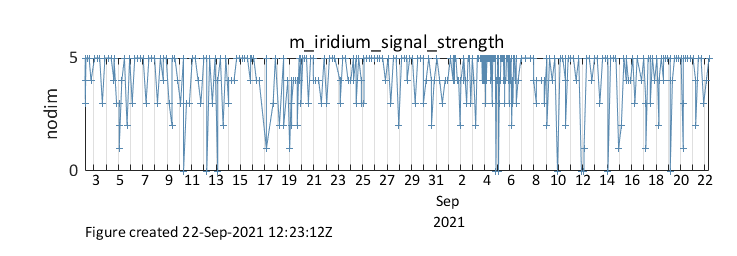 m_iridium_signal_strength
5
nodim
0
3 5 7 9 11 13 15 17 19 21 23 25 27 29 31 2 4 6 8 10 12 14 16 18 20 22
Sep
2021
Figure created 22-Sep-2021 12:23:12Z